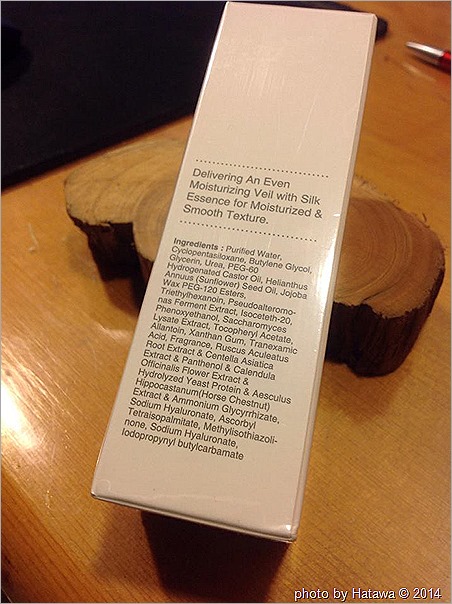 Delivering An Even
Moisturizing Veil with Silk
Essence for Moisturized &
Smooth Texture.
Ingredients : Purified Water,
Cyclopentasiloxane, Butylene Glycol,
Glycerin, Urea, PEG-60
Hydrogenated Castor Oil, Helianthus
Annuus (Sunflower) Seed Oil, Jojoba
Wax PEG-120 Esters,
Triethylhexanoin, Pseudoalteromo-
nas Ferment Extract, Isoceteth-20,
Phenoxyethanol, Saccharomyces
Lysate Extract, Tocopheryl Acetate,
Allantoin, Xanthan Gum, Tranexamic
Acid, Fragrance, Ruscus Aculeatus
Root Extract & Centella Asiatica
Extract & Panthenol & Calendula
Officinalis Flower Extract &
Hydrolyzed Yeast Protein & Aesculus
Hippocastanum(Horse Chestnut)
Extract & Ammonium Glycyrrhizate,
Sodium Hyaluronate, Ascorbyl
Tetraisopalmitate, Methylisothiazoli-
none, Sodium Hyaluronate,
Iodopropynyl butylcarbamate
photo by Hatawa © 2014